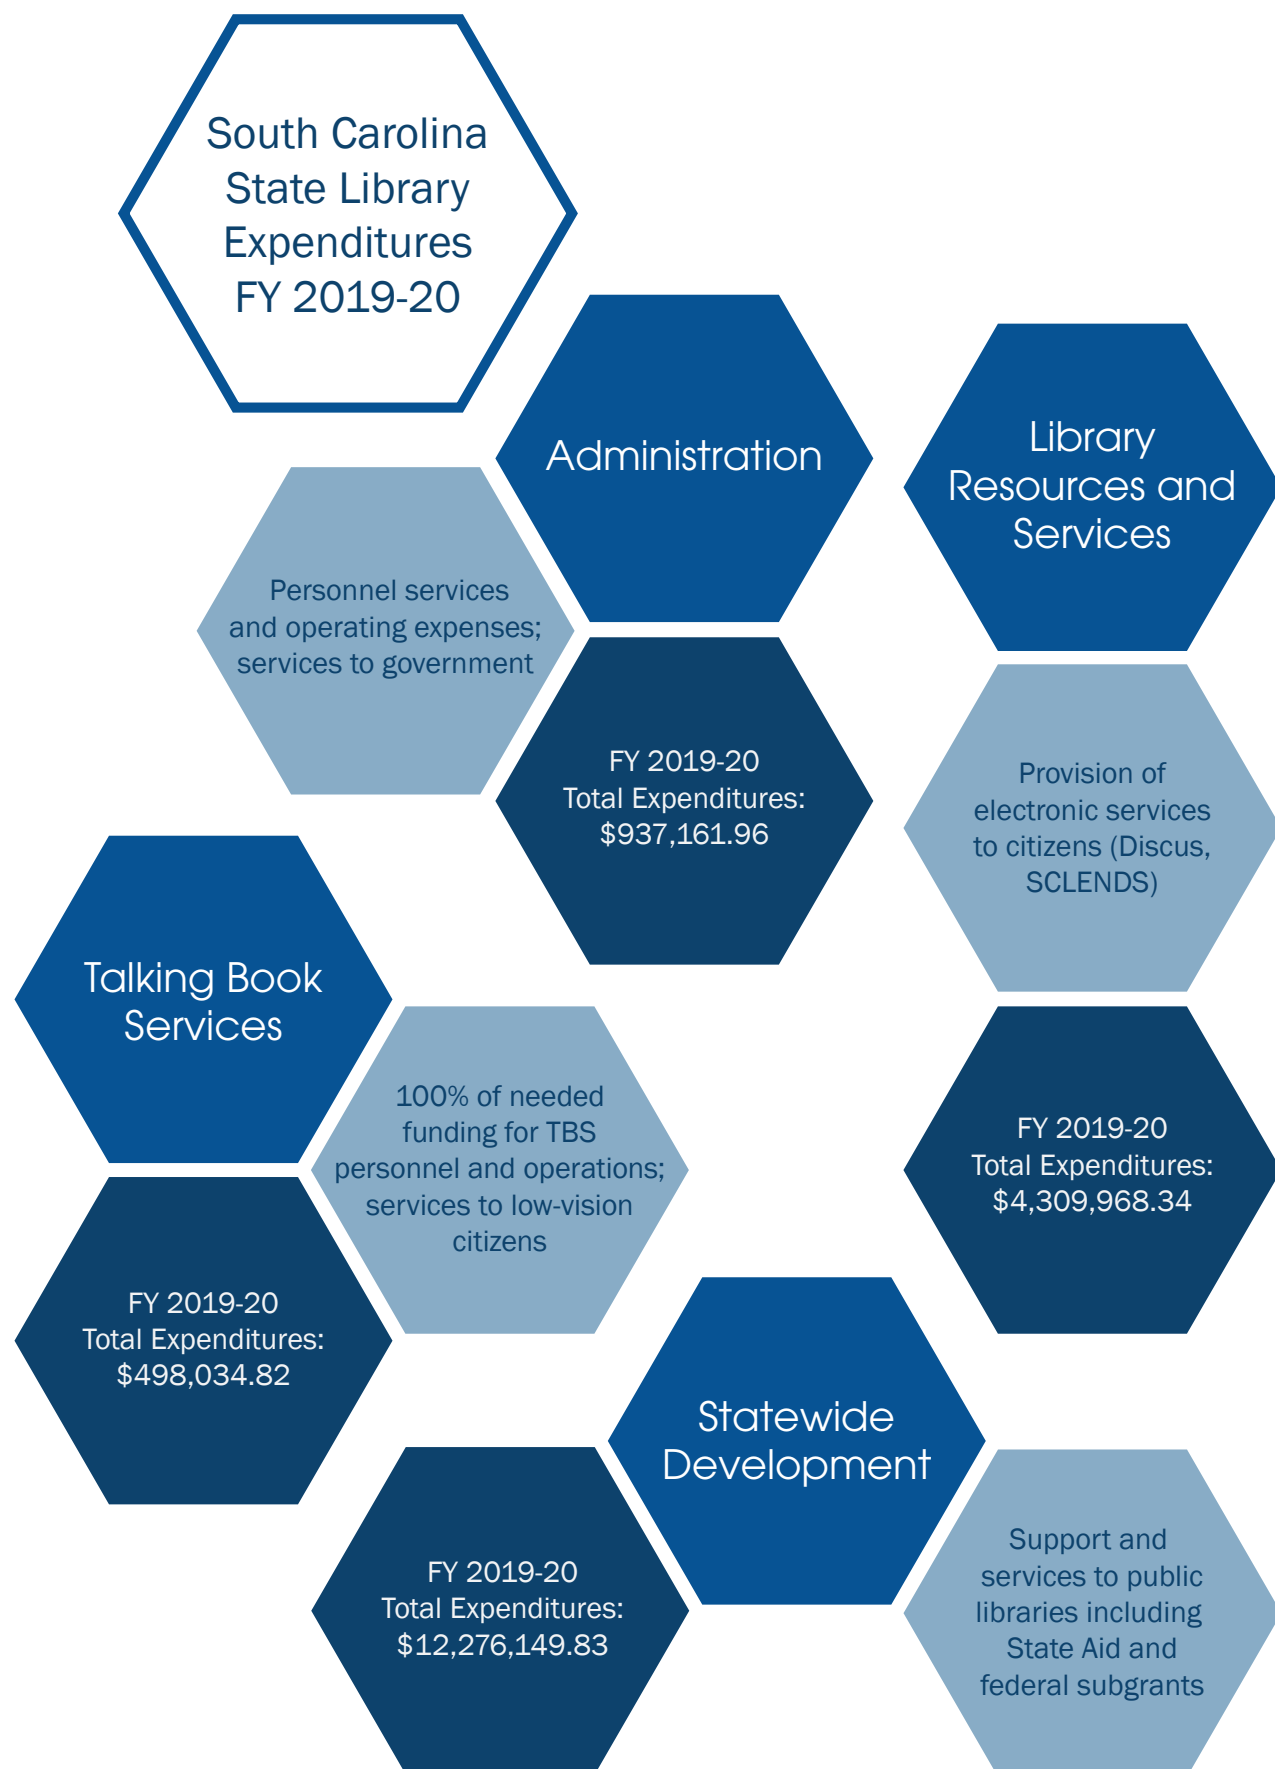 South Carolina
State Library
Expenditures
FY 2019-20
Administration
Personnel services
and operating expenses;
services to government
FY 2019-20
Total Expenditures:
$937,161.96
Library
Resources and
Services
Provision of
electronic services
to citizens (Discus,
SCLENDS)
FY 2019-20
Total Expenditures:
$4,309,968.34
Talking Book
Services
100% of needed
funding for TBS
personnel and operations;
services to low-vision
citizens
FY 2019-20
Total Expenditures:
$498,034.82
Statewide
Development
Support and
services to public
libraries including
State Aid and
federal subgrants
FY 2019-20
Total Expenditures:
$12,276,149.83